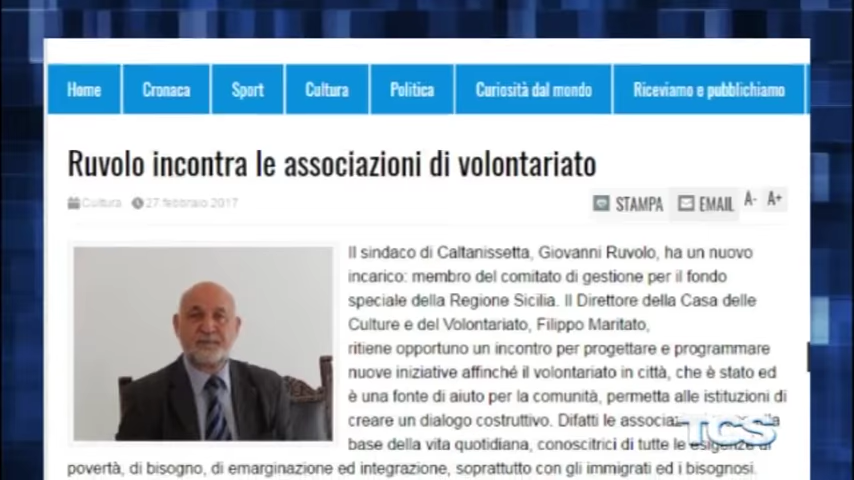 Home Cronaca Sport Cultura Politica Curiosità dal mondo Riceviamo e pubblichiamo
Ruvolo incontra le associazioni di volontariato
Cultura 27 febbraio 2017 STAMPA EMAIL A- A+
Il sindaco di Caltanissetta, Giovanni Ruvolo, ha un nuovo
incarico: membro del comitato di gestione per il fondo
speciale della Regione Sicilia. Il Direttore della Casa delle
Culture e del Volontariato, Filippo Maritato,
ritiene opportuno un incontro per progettare e programmare
nuove iniziative affinché il volontariato in città, che è stato ed
è una fonte di aiuto per la comunità, permetta alle istituzioni di
creare un dialogo costruttivo. Difatti le
TCS
base della vita quotidiana, conoscitrici di tutte le esigenze di
povertà, di bisogno, di emarginazione ed integrazione, soprattutto con gli immigrati ed i bisognosi.